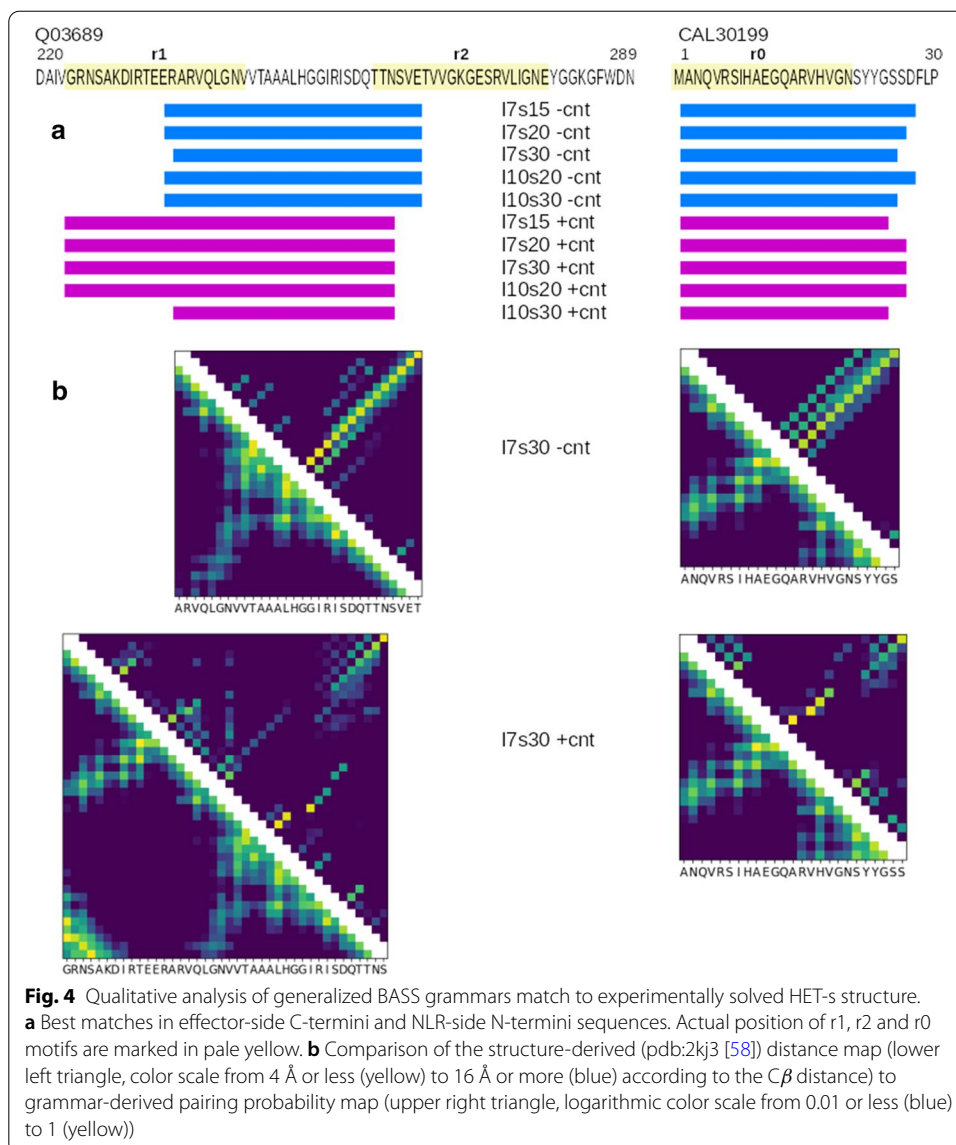 Q03689
CAL30199
220 r1 r2 289
1 r0 30
DAIVGRNSAKDIRTEERARVQLGNVVTAAALHGGIRISDQTTNSVETVVGKGESRVLIGNEYGGKGFWDN
MANQVRSIHAEGQARVHVGNSYYGSSDFLP
a
l7s15 -cnt
l7s20 -cnt
l7s30 -cnt
l10s20 -cnt
l10s30 -cnt
l7s15 +cnt
l7s20 +cnt
l7s30 +cnt
l10s20 +cnt
l10s30 +cnt
b
l7s30 -cnt
ARVQLGNVVTAAALHGGIRISDQTTNSVET
ANQVRSIHAEGQARVHVGNSYYGS
l7s30 +cnt
GRNSAKDIRTEERARVQLGNVVTAAALHGGIRISDQTTNS
ANQVRSIHAEGQARVHVGNSYYGSS
Fig. 4 Qualitative analysis of generalized BASS grammars match to experimentally solved HET-s structure.
a Best matches in effector-side C-termini and NLR-side N-termini sequences. Actual position of r1, r2 and r0
motifs are marked in pale yellow. b Comparison of the structure-derived (pdb:2kj3 [58]) distance map (lower
left triangle, color scale from 4 Å or less (yellow) to 16 Å or more (blue) according to the Cβ distance) to
grammar-derived pairing probability map (upper right triangle, logarithmic color scale from 0.01 or less (blue)
to 1 (yellow))